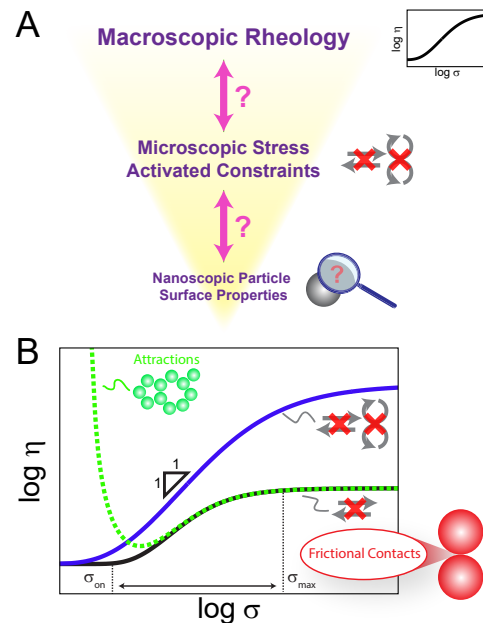 A
Macroscopic Rheology
log η
log σ
?
Microscopic Stress
Activated Constraints
?
Nanoscopic Particle
Surface Properties
?
B
Attractions
1
1
log η
Frictional Contacts
σon
σmax
log σ